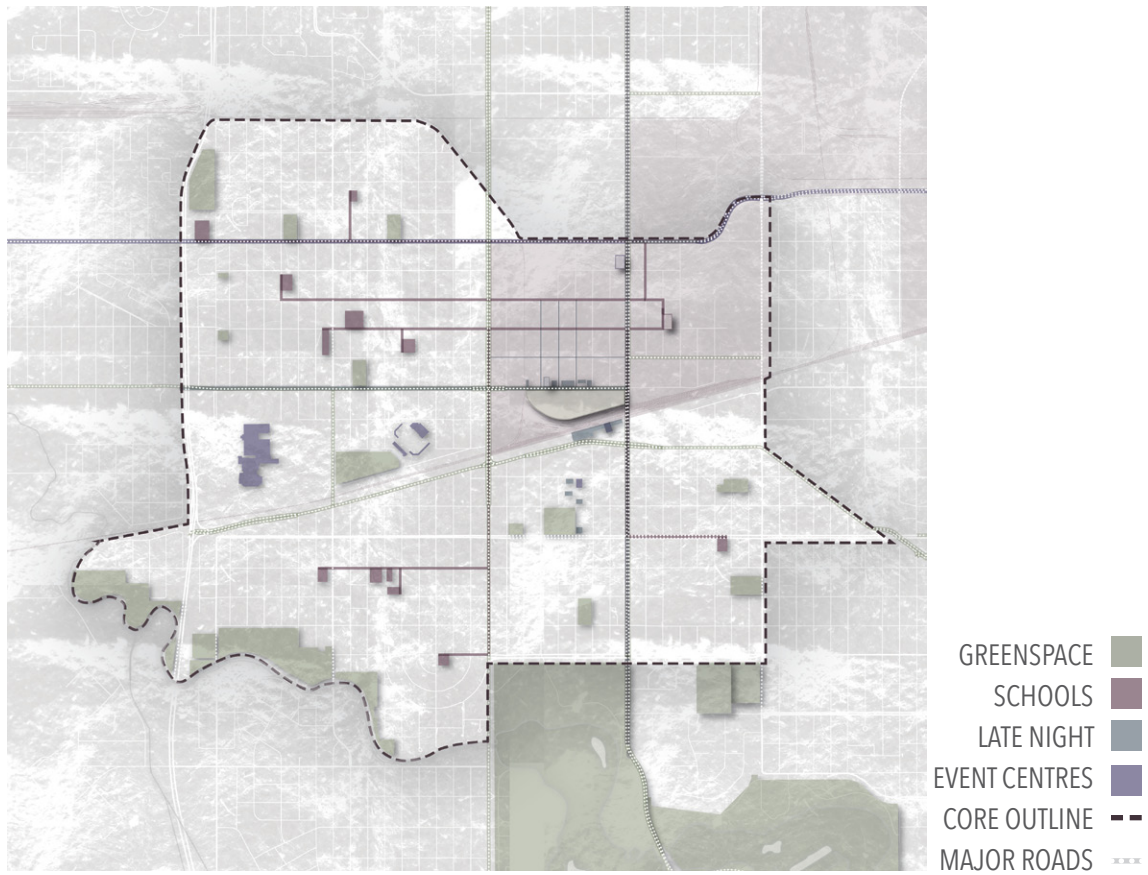 GREENSPACE
SCHOOLS
LATE NIGHT
EVENT CENTRES
CORE OUTLINE
MAJOR ROADS